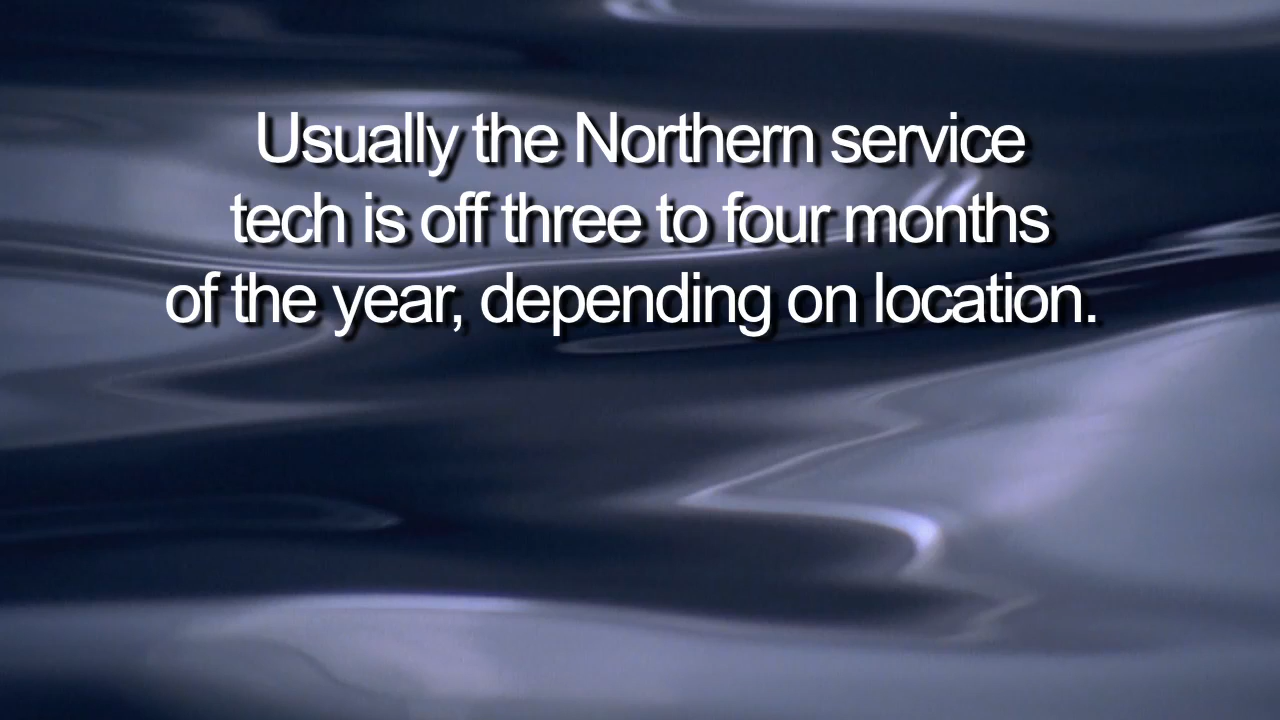 Usually the Northern service
tech is off three to four months
of the year, depending on location.